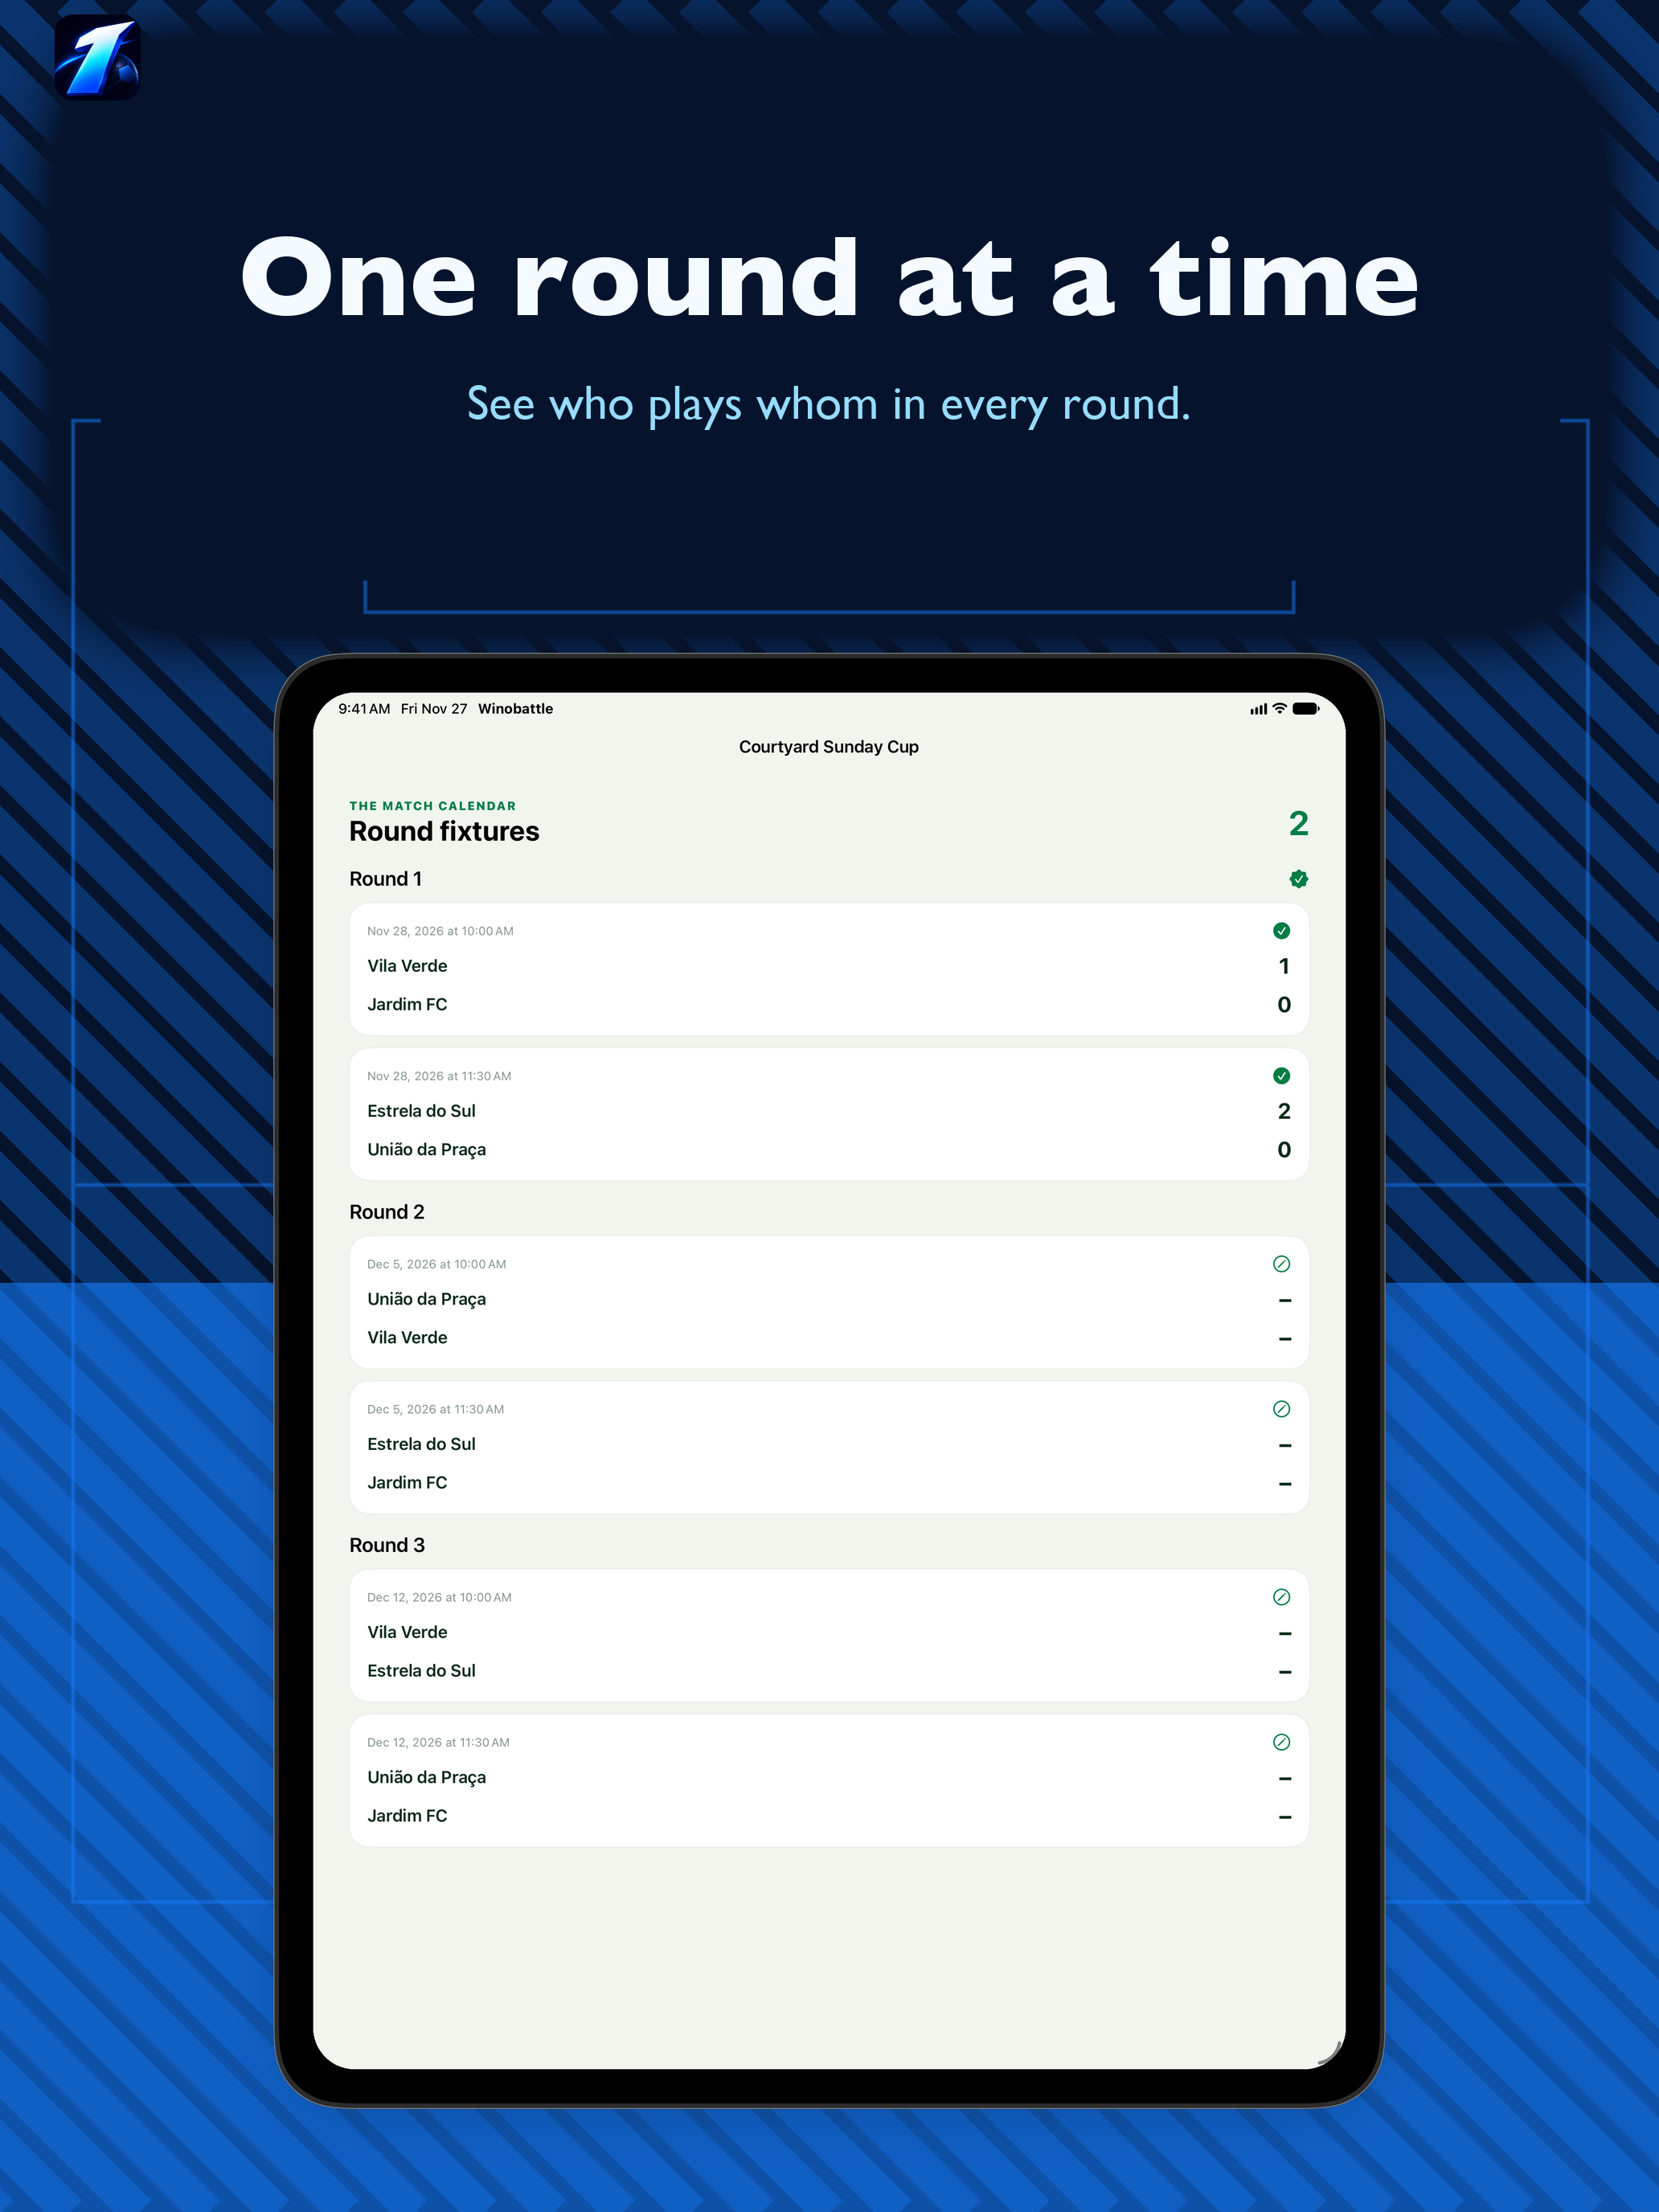 1
One round at a time
See who plays whom in every round.
9:41 AM Fri Nov 27 Winobattle
Courtyard Sunday Cup
THE MATCH CALENDAR
Round fixtures
2
Round 1
Nov 28, 2026 at 10:00 AM
Vila Verde 1
Jardim FC 0
Nov 28, 2026 at 11:30 AM
Estrela do Sul 2
União da Praça 0
Round 2
Dec 5, 2026 at 10:00 AM
União da Praça –
Vila Verde –
Dec 5, 2026 at 11:30 AM
Estrela do Sul –
Jardim FC –
Round 3
Dec 12, 2026 at 10:00 AM
Vila Verde –
Estrela do Sul –
Dec 12, 2026 at 11:30 AM
União da Praça –
Jardim FC –